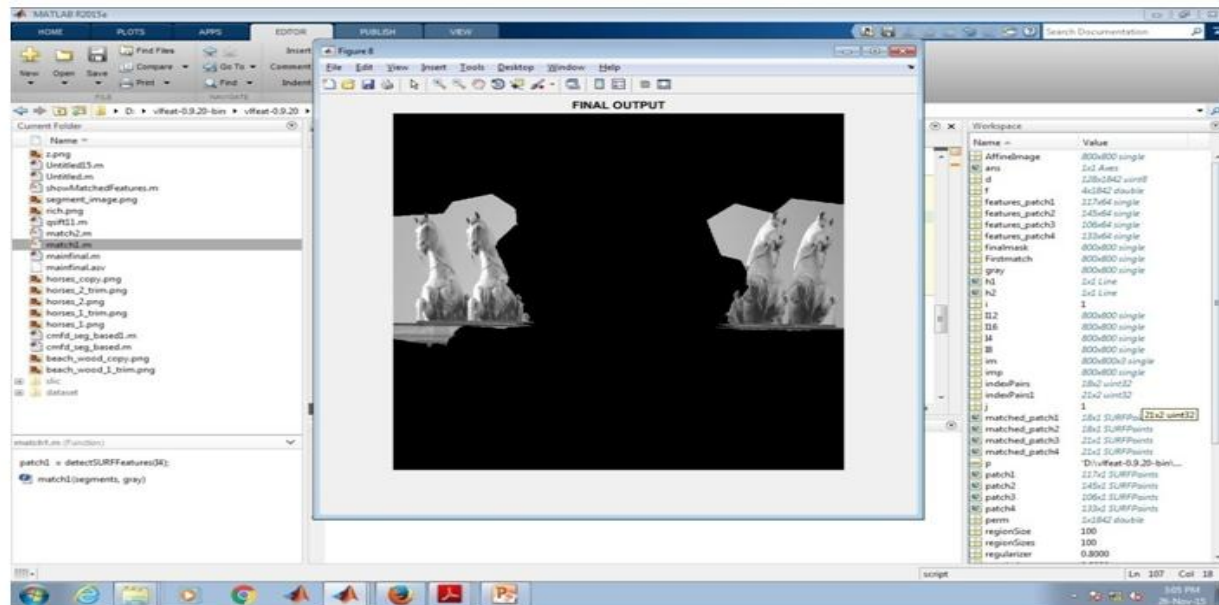 MATLAB R2015a
HOME PLOTS APPS EDITOR PUBLISH VIEW
Search Documentation
New Open Save
Find Files
Compare
Print
Go To
Find
Insert
Comment
Indent
FILE
NAVIGATE
D: vlfeat-0.9.20-bin vlfeat-0.9.20
Current Folder
Name
z.png
Untitled15.m
Untitled.m
showMatchedFeatures.m
segment_image.png
rich.png
qsift11.m
match2.m
match1.m
mainfinal.m
mainfinal.asv
horses_copy.png
horses_2_trim.png
horses_2.png
horses_1_trim.png
horses_1.png
cmfd_seg_based1.m
cmfd_seg_based.m
beach_wood_copy.png
beach_wood_1_trim.png
slic
dataset
match1.m (Function)
patch1 = detectSURFFeatures(I4);
match1(segments, gray)
Figure 8
File Edit View Insert Tools Desktop Window Help
FINAL OUTPUT
Workspace
Name Value
AffineImage 800x800 single
ans 1x1 Axes
d 128x1842 uint8
f 4x1842 double
features_patch1 117x64 single
features_patch2 145x64 single
features_patch3 106x64 single
features_patch4 133x64 single
finalmask 800x800 single
Firstmatch 800x800 single
gray 800x800 single
h1 1x1 Line
h2 1x1 Line
i 1
I12 800x800 single
I16 800x800 single
I4 800x800 single
I8 800x800 single
im 800x800x3 single
imp 800x800 single
indexPairs 18x2 uint32
indexPairs1 21x2 uint32
j 1
21x2 uint32
matched_patch1 18x1 SURFPoints
matched_patch2 18x1 SURFPoints
matched_patch3 21x1 SURFPoints
matched_patch4 21x1 SURFPoints
p 'D:\vlfeat-0.9.20-bin\...
patch1 117x1 SURFPoints
patch2 145x1 SURFPoints
patch3 106x1 SURFPoints
patch4 133x1 SURFPoints
perm 1x1842 double
regionSize 100
regionSizes 100
regularizer 0.8000
script Ln 107 Col 18
3:05 PM
26-Nov-15